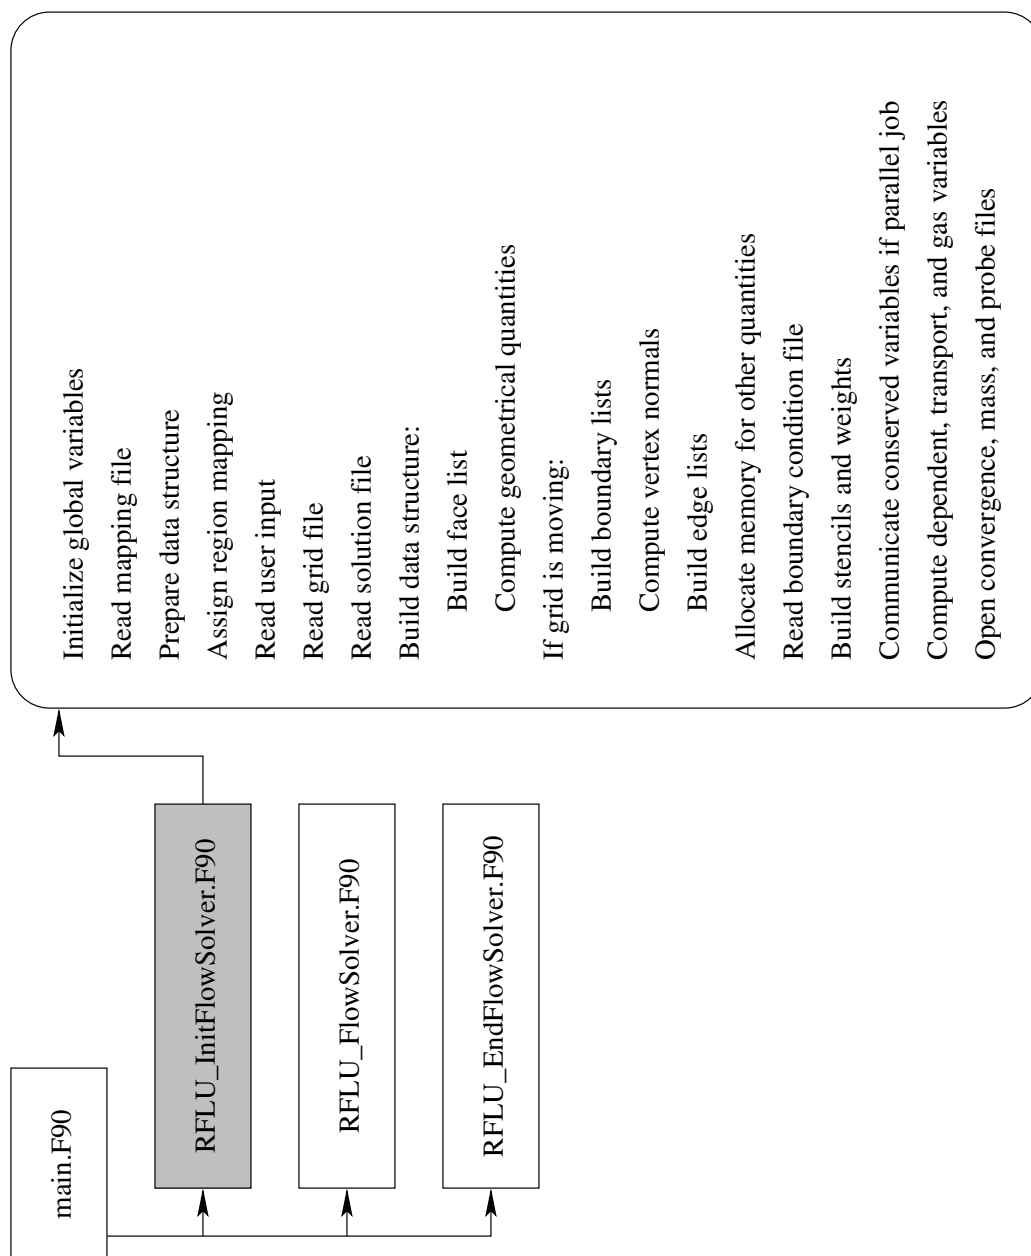 main.F90
RFLU_InitFlowSolver.F90
RFLU_FlowSolver.F90
RFLU_EndFlowSolver.F90
Initialize global variables
Read mapping file
Prepare data structure
Assign region mapping
Read user input
Read grid file
Read solution file
Build data structure:
Build face list
Compute geometrical quantities
If grid is moving:
Build boundary lists
Compute vertex normals
Build edge lists
Allocate memory for other quantities
Read boundary condition file
Build stencils and weights
Communicate conserved variables if parallel job
Compute dependent, transport, and gas variables
Open convergence, mass, and probe files